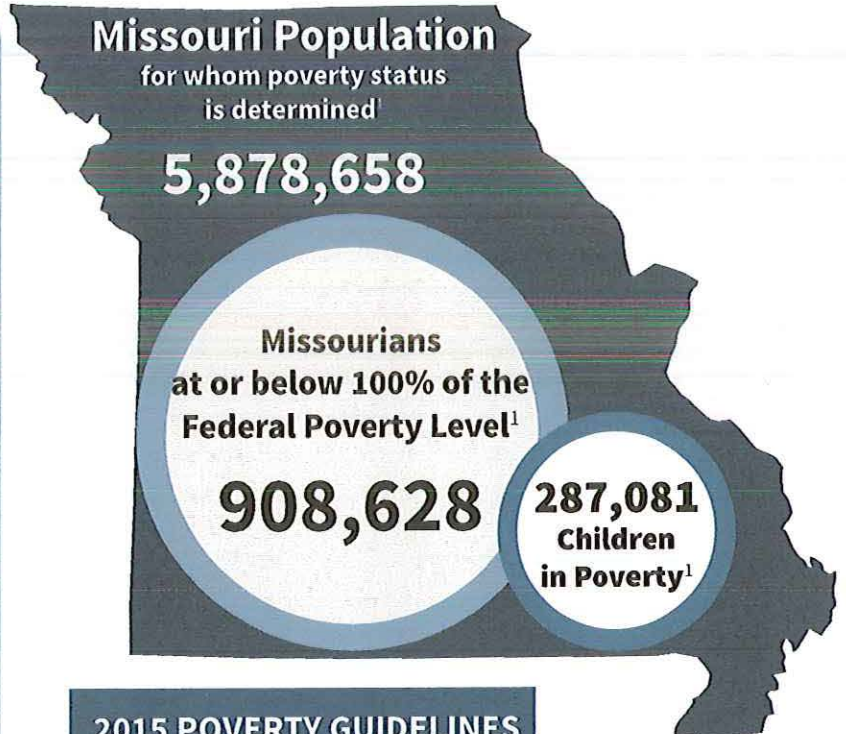 Missouri Population
for whom poverty status
is determined¹
5,878,658
Missourians
at or below 100% of the
Federal Poverty Level¹
908,628
287,081
Children
in Poverty¹
2015 POVERTY GUIDELINES